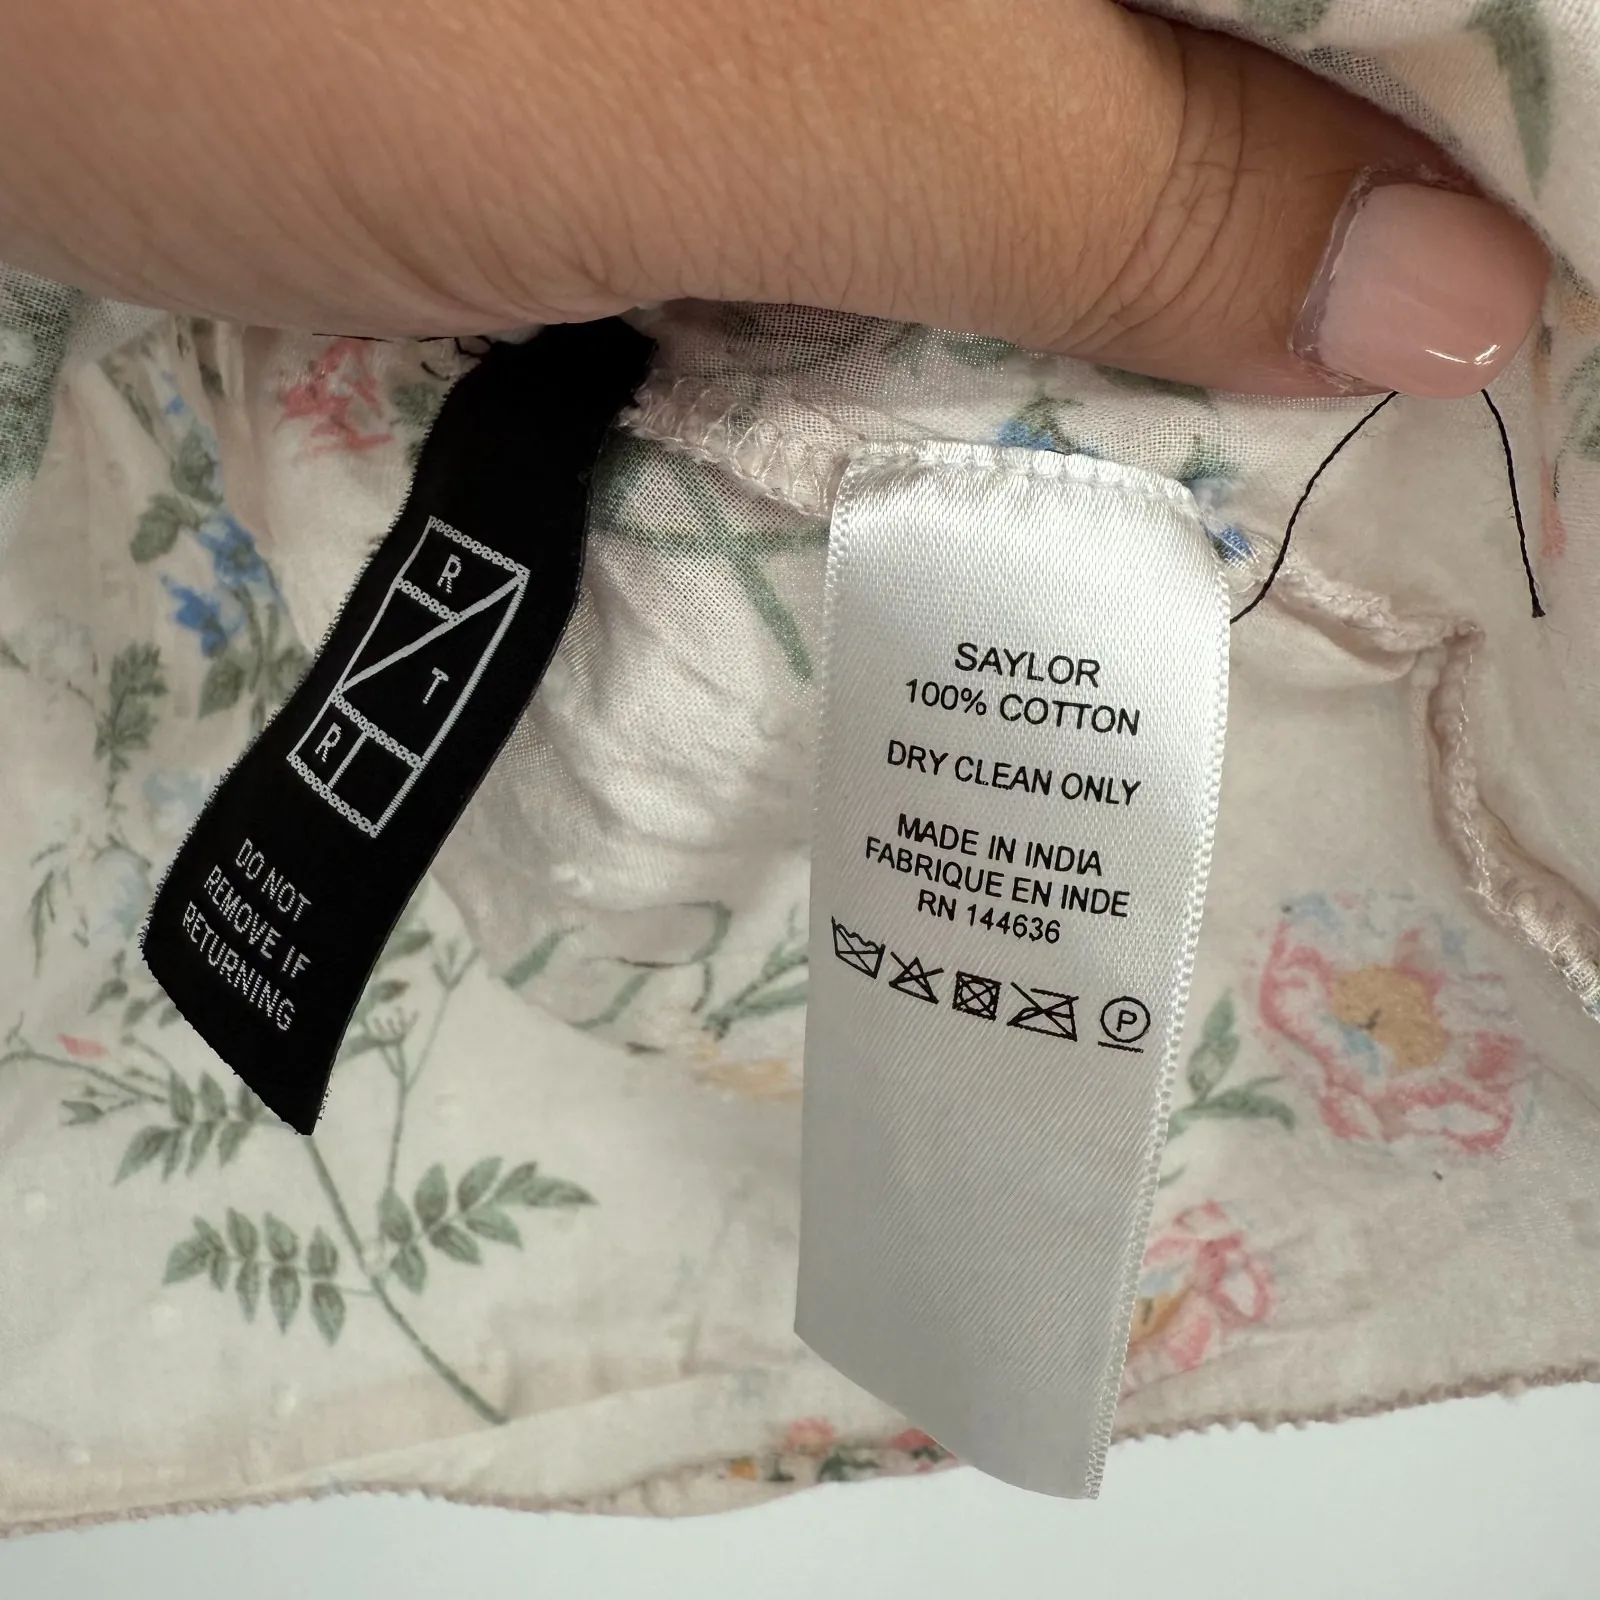 R
T
R
DO NOT
REMOVE IF
RETURNING
SAYLOR
100% COTTON
DRY CLEAN ONLY
MADE IN INDIA
FABRIQUE EN INDE
RN 144636
P